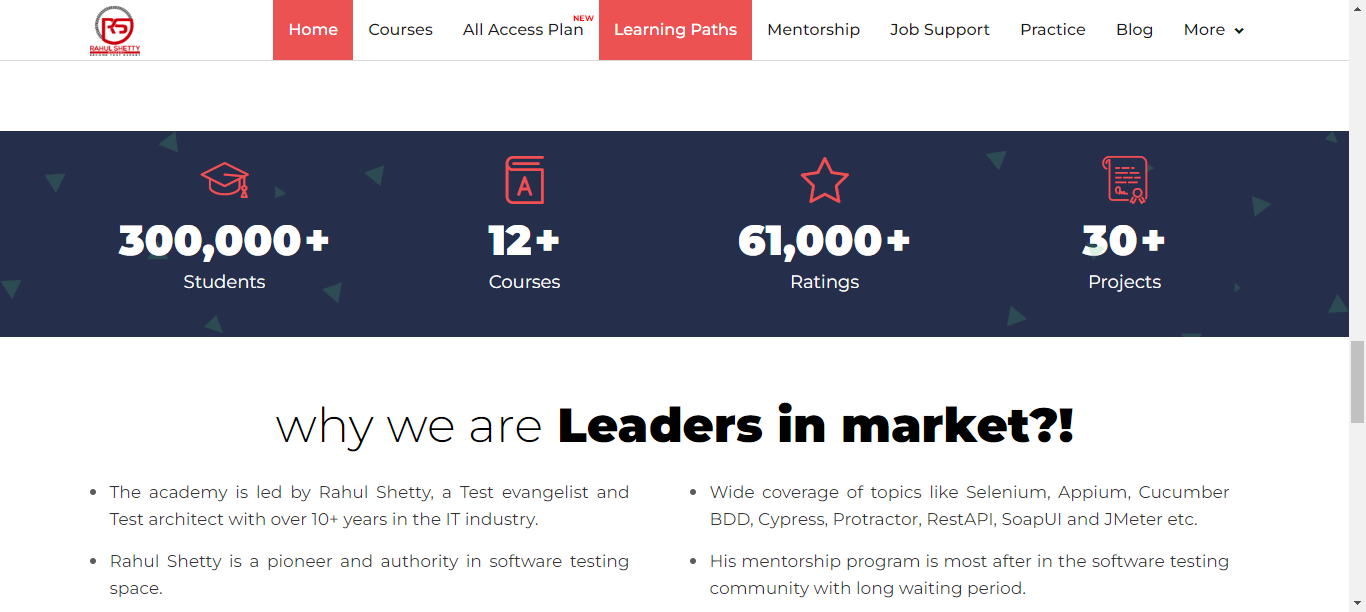 RAHUL SHETTY
Home
Courses
All Access Plan
NEW
Learning Paths
Mentorship
Job Support
Practice
Blog
More
300,000+
Students
12+
Courses
61,000+
Ratings
30+
Projects
why we are Leaders in market?!
The academy is led by Rahul Shetty, a Test evangelist and
Test architect with over 10+ years in the IT industry.
Rahul Shetty is a pioneer and authority in software testing
space.
Wide coverage of topics like Selenium, Appium, Cucumber
BDD, Cypress, Protractor, RestAPI, SoapUI and JMeter etc.
His mentorship program is most after in the software testing
community with long waiting period.